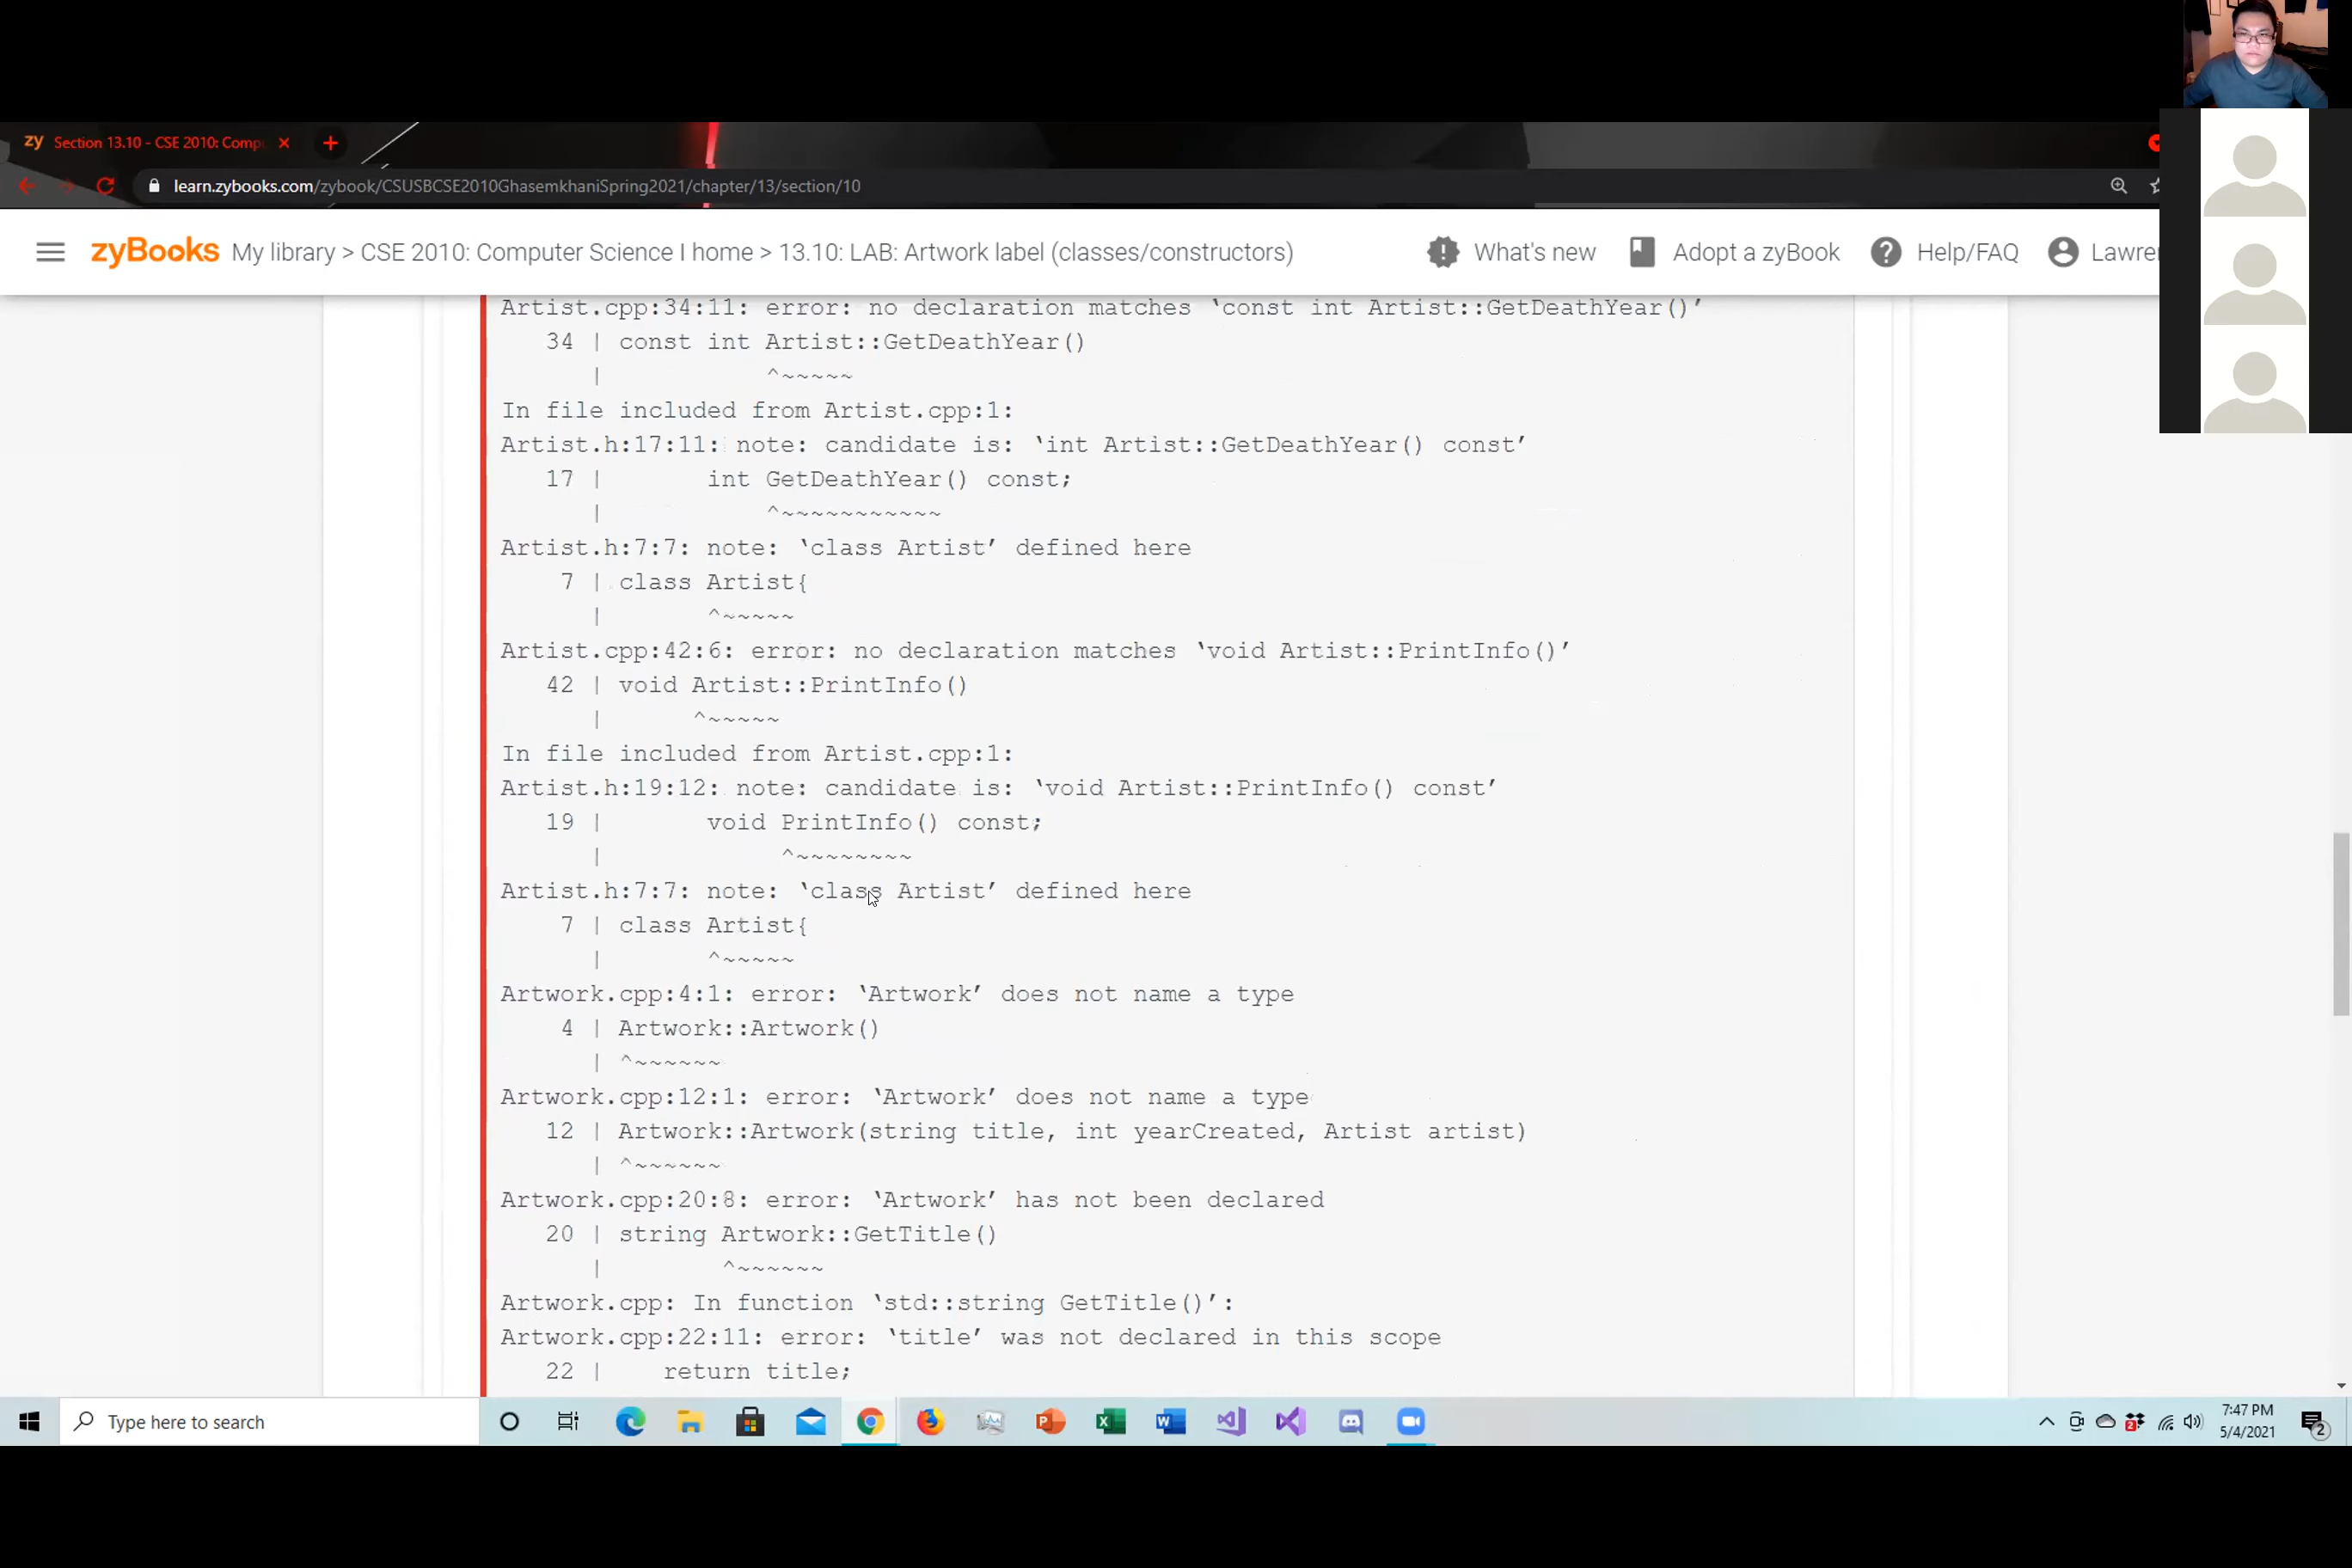 zy Section 13.10 - CSE 2010: Comp
learn.zybooks.com/zybook/CSUSBCSE2010GhasemkhaniSpring2021/chapter/13/section/10
zyBooks My library > CSE 2010: Computer Science I home > 13.10: LAB: Artwork label (classes/constructors) What's new Adopt a zyBook Help/FAQ Lawre
Artist.cpp:34:11: error: no declaration matches ‘const int Artist::GetDeathYear()’
34 | const int Artist::GetDeathYear()
| ^~~~~~
In file included from Artist.cpp:1:
Artist.h:17:11: note: candidate is: ‘int Artist::GetDeathYear() const’
17 | int GetDeathYear() const;
| ^~~~~~~~~~~~
Artist.h:7:7: note: ‘class Artist’ defined here
7 | class Artist{
| ^~~~~~
Artist.cpp:42:6: error: no declaration matches ‘void Artist::PrintInfo()’
42 | void Artist::PrintInfo()
| ^~~~~~
In file included from Artist.cpp:1:
Artist.h:19:12: note: candidate is: ‘void Artist::PrintInfo() const’
19 | void PrintInfo() const;
| ^~~~~~~~~
Artist.h:7:7: note: ‘class Artist’ defined here
7 | class Artist{
| ^~~~~~
Artwork.cpp:4:1: error: ‘Artwork’ does not name a type
4 | Artwork::Artwork()
| ^~~~~~~
Artwork.cpp:12:1: error: ‘Artwork’ does not name a type
12 | Artwork::Artwork(string title, int yearCreated, Artist artist)
| ^~~~~~~
Artwork.cpp:20:8: error: ‘Artwork’ has not been declared
20 | string Artwork::GetTitle()
| ^~~~~~~
Artwork.cpp: In function ‘std::string GetTitle()’:
Artwork.cpp:22:11: error: ‘title’ was not declared in this scope
22 | return title;
Type here to search
7:47 PM
5/4/2021
2